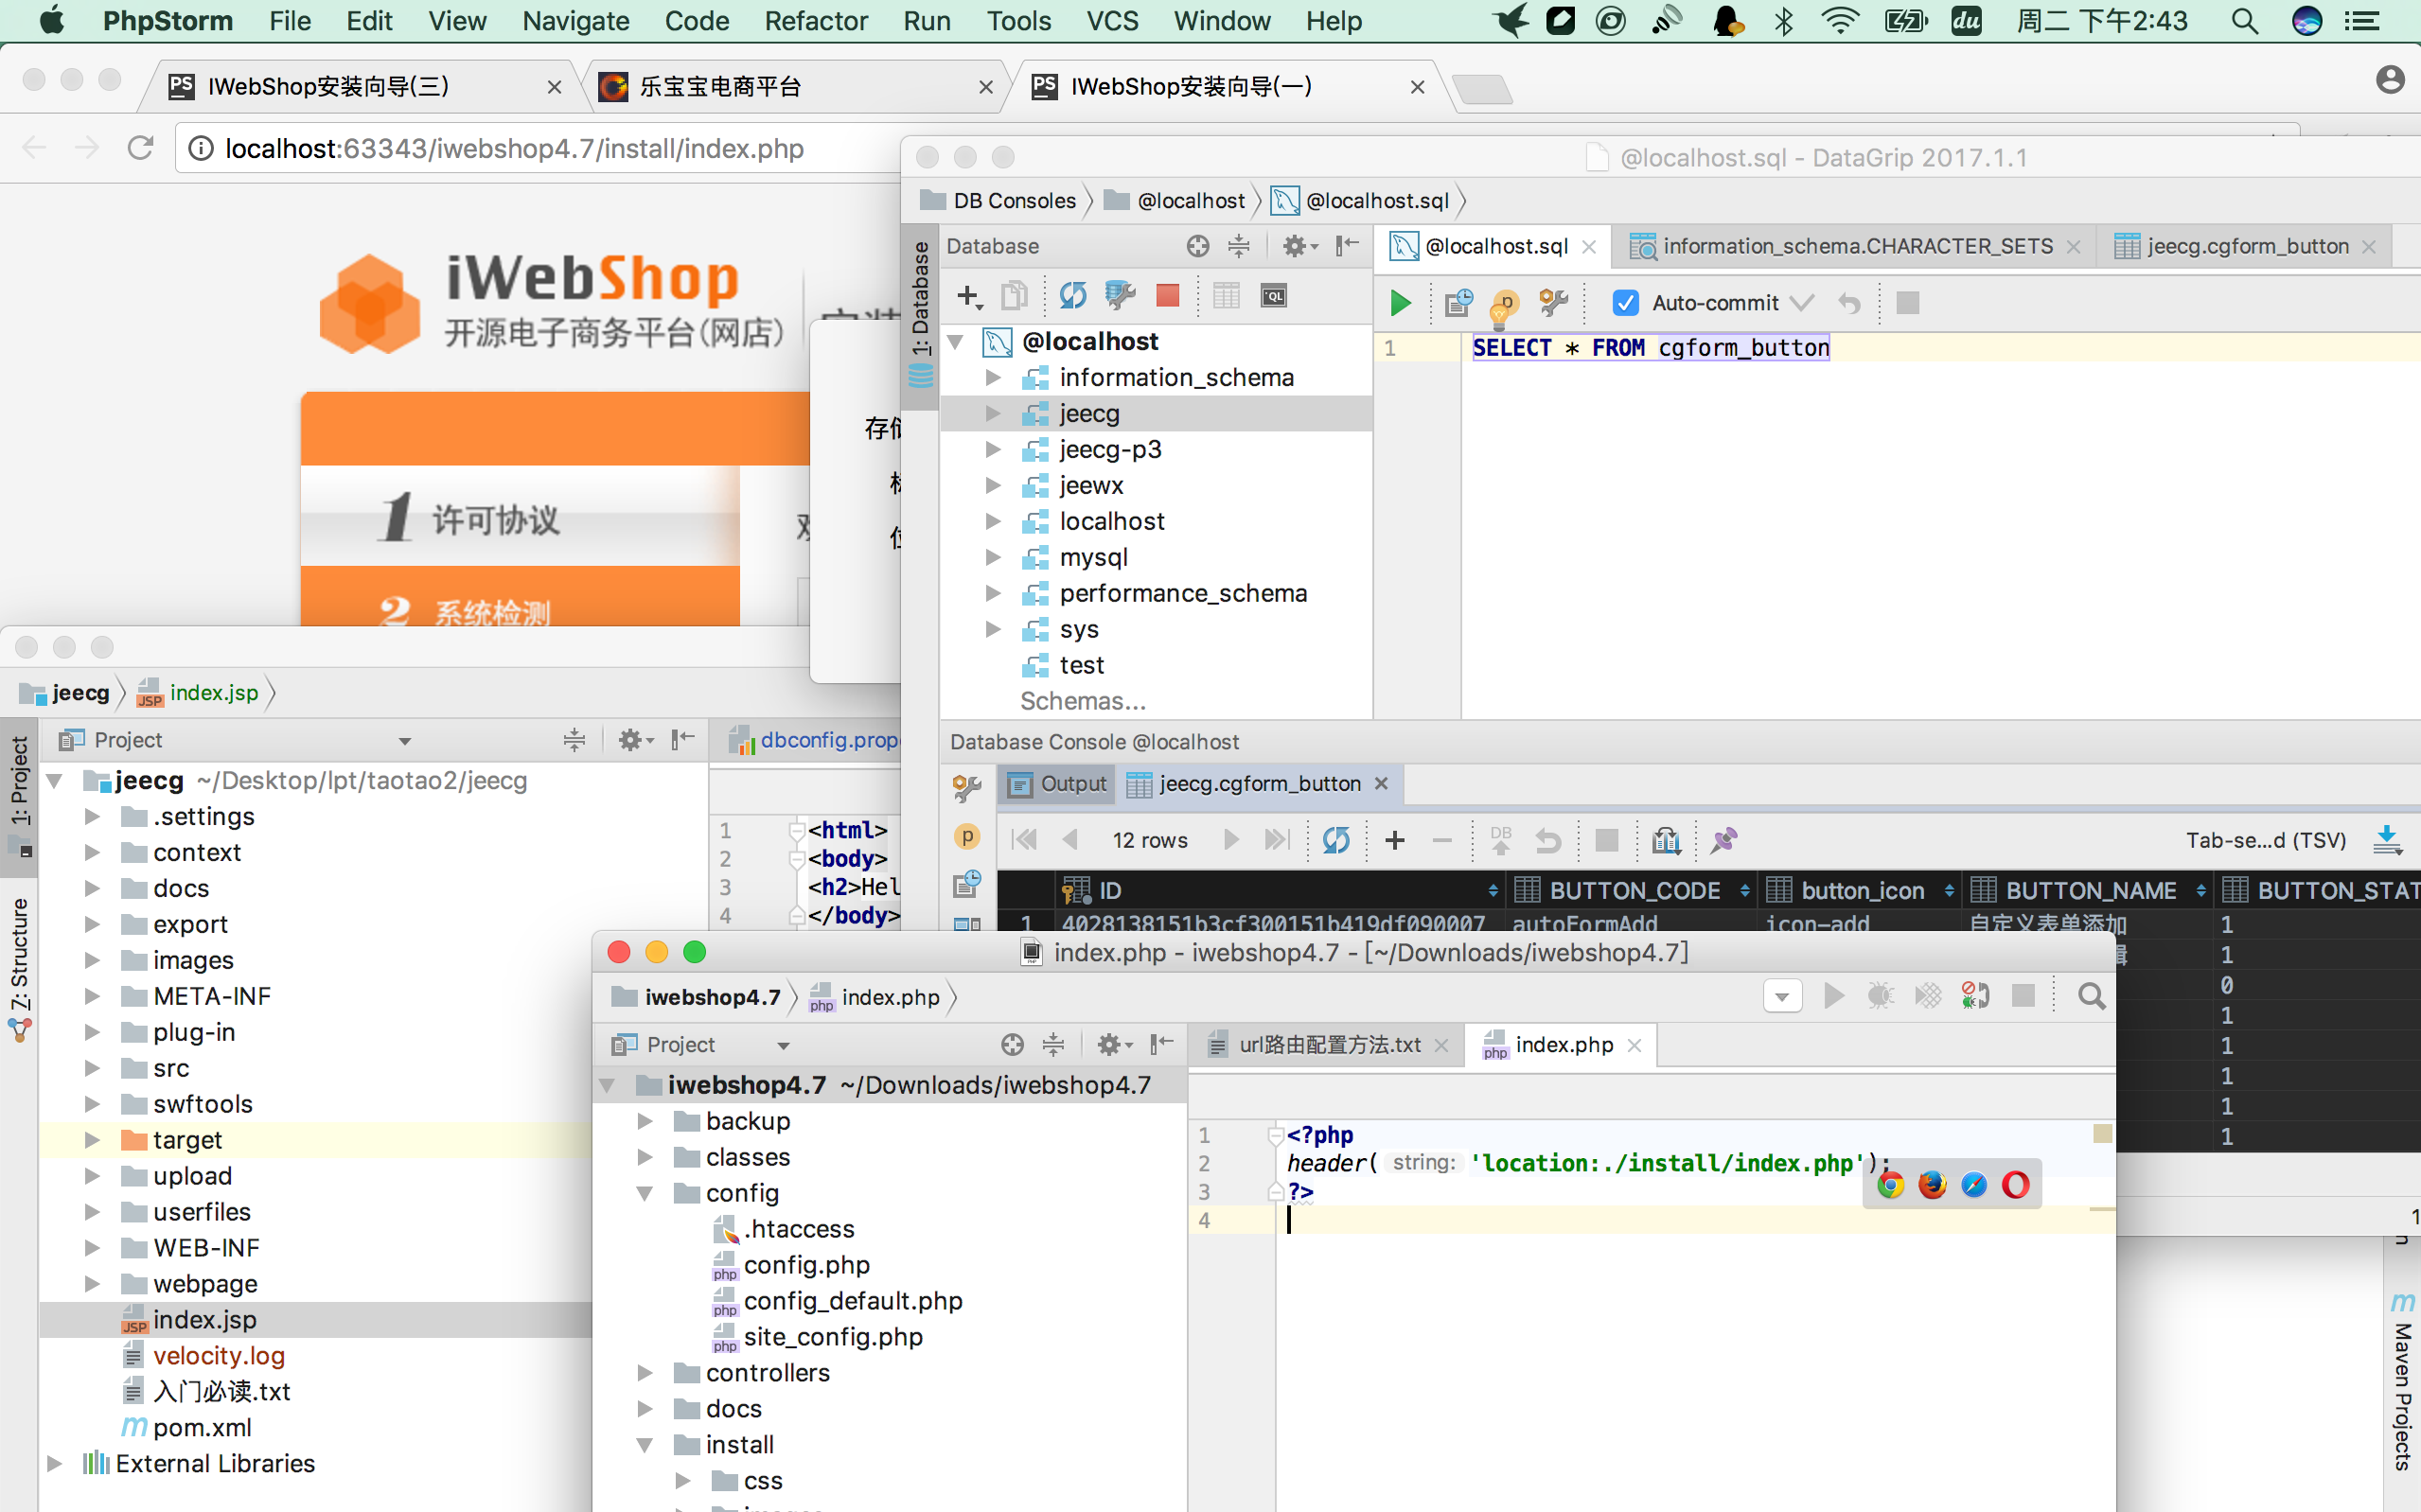 PhpStorm File Edit View Navigate Code Refactor Run Tools VCS Window Help 周二 下午2:43
IWebShop安装向导(三)
乐宝宝电商平台
IWebShop安装向导(一)
localhost:63343/iwebshop4.7/install/index.php
iWebShop
开源电子商务平台(网店)
1 许可协议
2 系统检测
@localhost.sql - DataGrip 2017.1.1
DB Consoles @localhost @localhost.sql
1: Database
Database
@localhost.sql
information_schema.CHARACTER_SETS
jeecg.cgform_button
Auto-commit
@localhost
information_schema
jeecg
jeecg-p3
jeewx
localhost
mysql
performance_schema
sys
test
Schemas...
1 SELECT * FROM cgform_button
Database Console @localhost
Output jeecg.cgform_button
12 rows
Tab-se...d (TSV)
ID BUTTON_CODE button_icon BUTTON_NAME BUTTON_STAT
1 4028138151b3cf300151b419df090007 autoFormAdd icon-add 自定义表单添加 1
1
0
1
1
1
1
1
jeecg index.jsp
1: Project
Z: Structure
Project
jeecg ~/Desktop/lpt/taotao2/jeecg
.settings
context
docs
export
images
META-INF
plug-in
src
swftools
target
upload
userfiles
WEB-INF
webpage
index.jsp
velocity.log
入门必读.txt
pom.xml
External Libraries
dbconfig.prope
1 <html>
2 <body>
3 <h2>Hel
4 </body>
index.php - iwebshop4.7 - [~/Downloads/iwebshop4.7]
iwebshop4.7 index.php
Project
url路由配置方法.txt
index.php
iwebshop4.7 ~/Downloads/iwebshop4.7
backup
classes
config
.htaccess
config.php
config_default.php
site_config.php
controllers
docs
install
css
1 <?php
2 header( string: 'location:./install/index.php');
3 ?>
4
Maven Projects